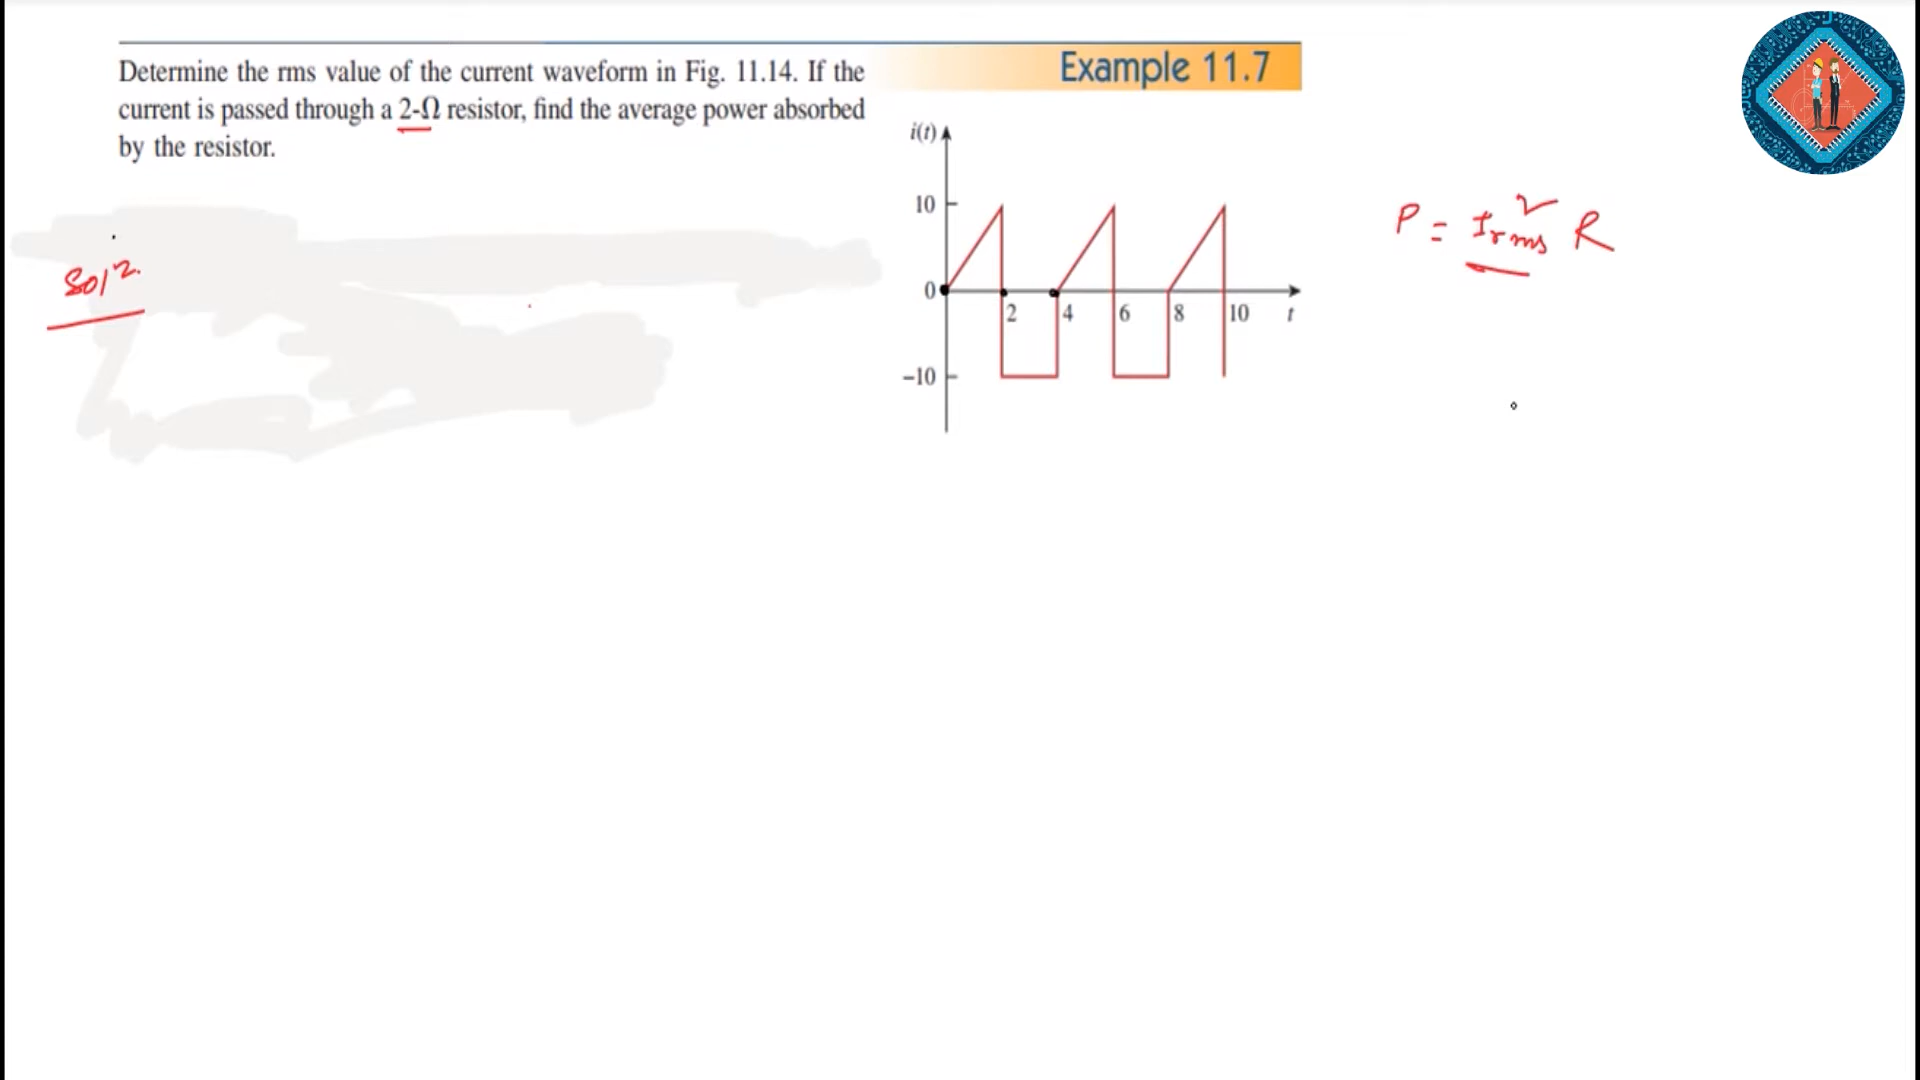 Determine the rms value of the current waveform in Fig. 11.14. If the
current is passed through a 2-Ω resistor, find the average power absorbed
by the resistor.
Example 11.7
i(t)
10
0
-10
2 4 6 8 10 t
P = Irms² R
Solⁿ.